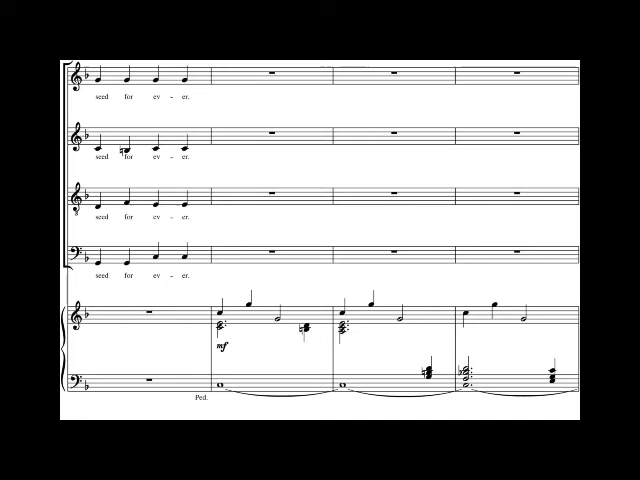 seed for ev - er.
seed for ev - er.
seed for ev - er.
seed for ev - er.
mf
Ped.